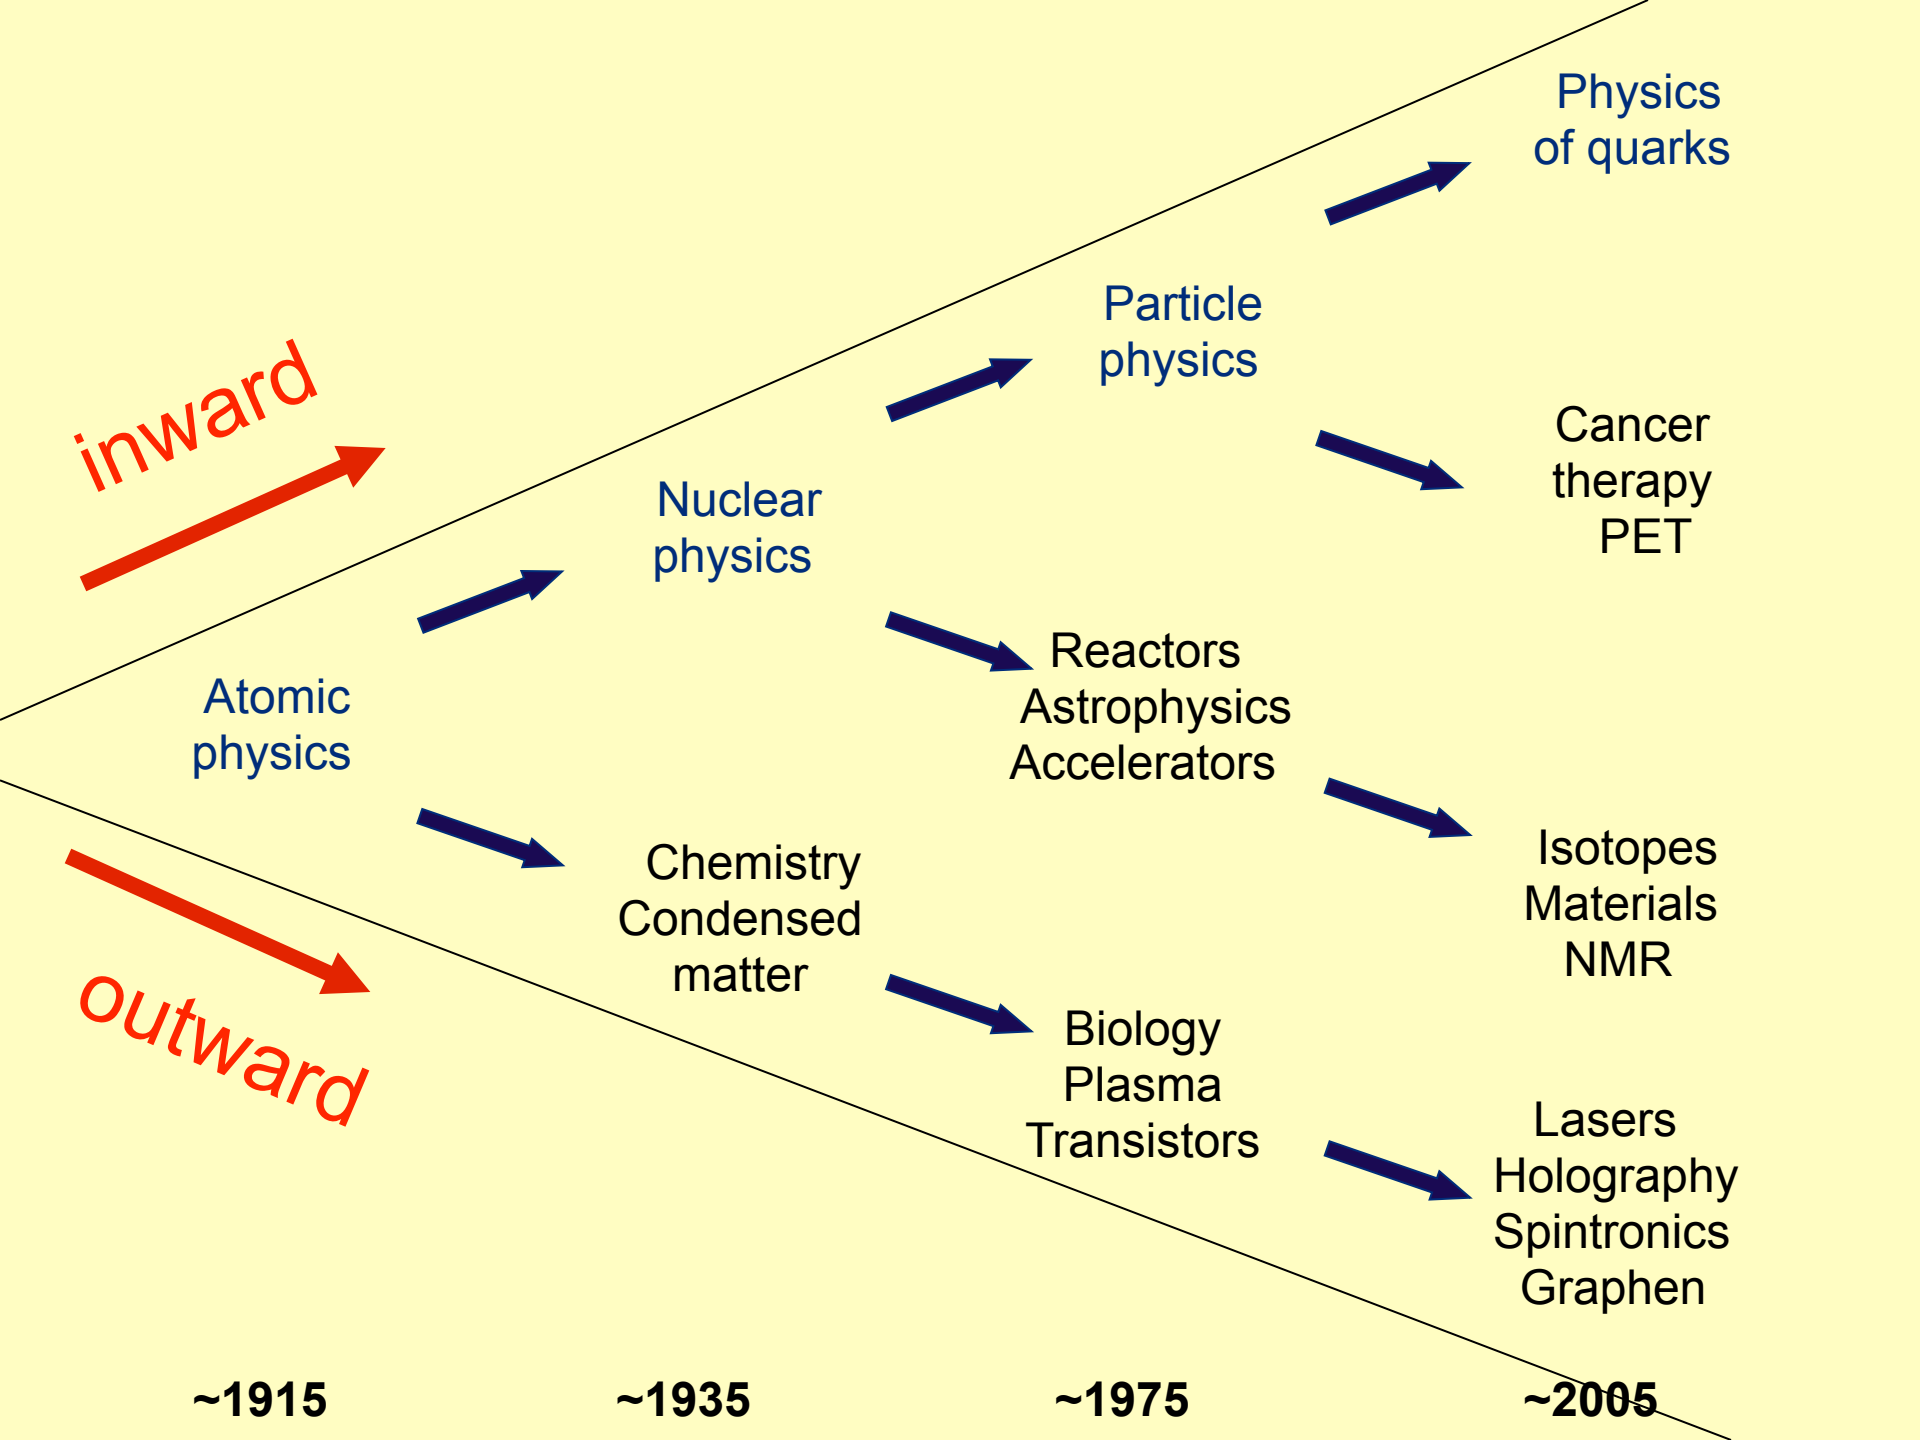 Physics
of quarks
Particle
physics
inward
Cancer
therapy
PET
Nuclear
physics
Reactors
Astrophysics
Accelerators
Atomic
physics
Chemistry
Condensed
matter
Isotopes
Materials
NMR
outward
Biology
Plasma
Transistors
Lasers
Holography
Spintronics
Graphen
~1915
~1935
~1975
~2005